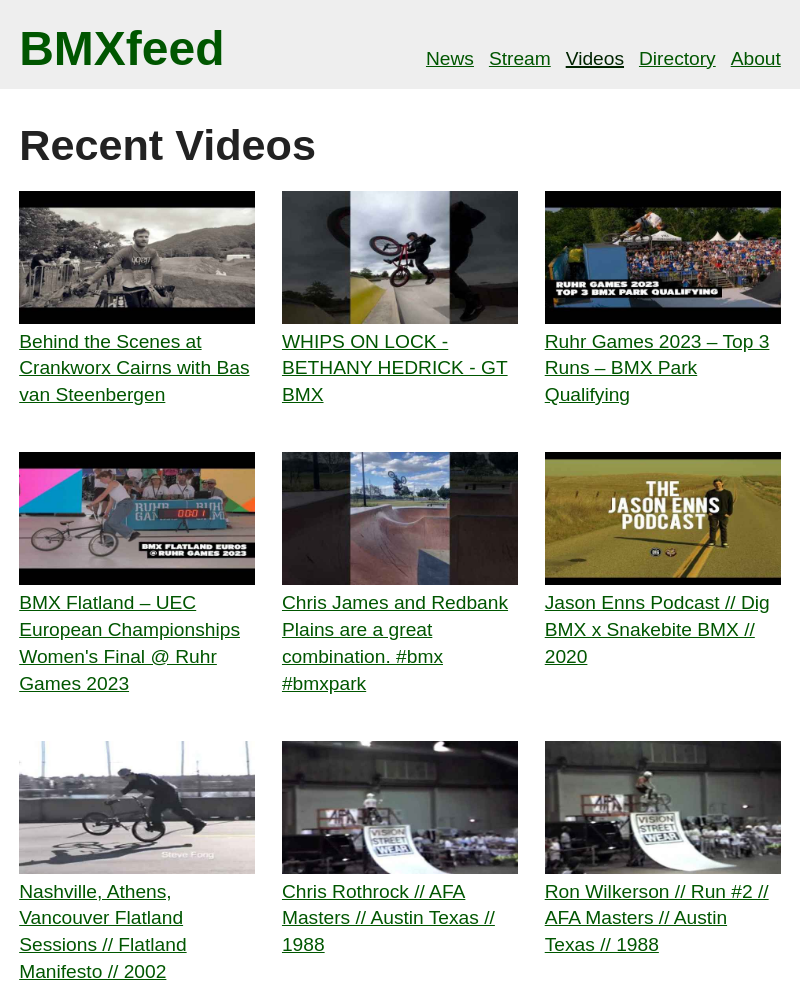 BMXfeed
News Stream Videos Directory About
Recent Videos
RUHR GAMES 2023
TOP 3 BMX PARK QUALIFYING
Behind the Scenes at
Crankworx Cairns with Bas
van Steenbergen
WHIPS ON LOCK -
BETHANY HEDRICK - GT
BMX
Ruhr Games 2023 – Top 3
Runs – BMX Park
Qualifying
0001
BMX FLATLAND EUROS
@ RUHR GAMES 2023
THE
JASON ENNS
PODCAST
BMX Flatland – UEC
European Championships
Women's Final @ Ruhr
Games 2023
Chris James and Redbank
Plains are a great
combination. #bmx
#bmxpark
Jason Enns Podcast // Dig
BMX x Snakebite BMX //
2020
Steve Fong
AFA
VISION
STREET
WEAR
AFA
VISION
STREET
WEAR
Nashville, Athens,
Vancouver Flatland
Sessions // Flatland
Manifesto // 2002
Chris Rothrock // AFA
Masters // Austin Texas //
1988
Ron Wilkerson // Run #2 //
AFA Masters // Austin
Texas // 1988